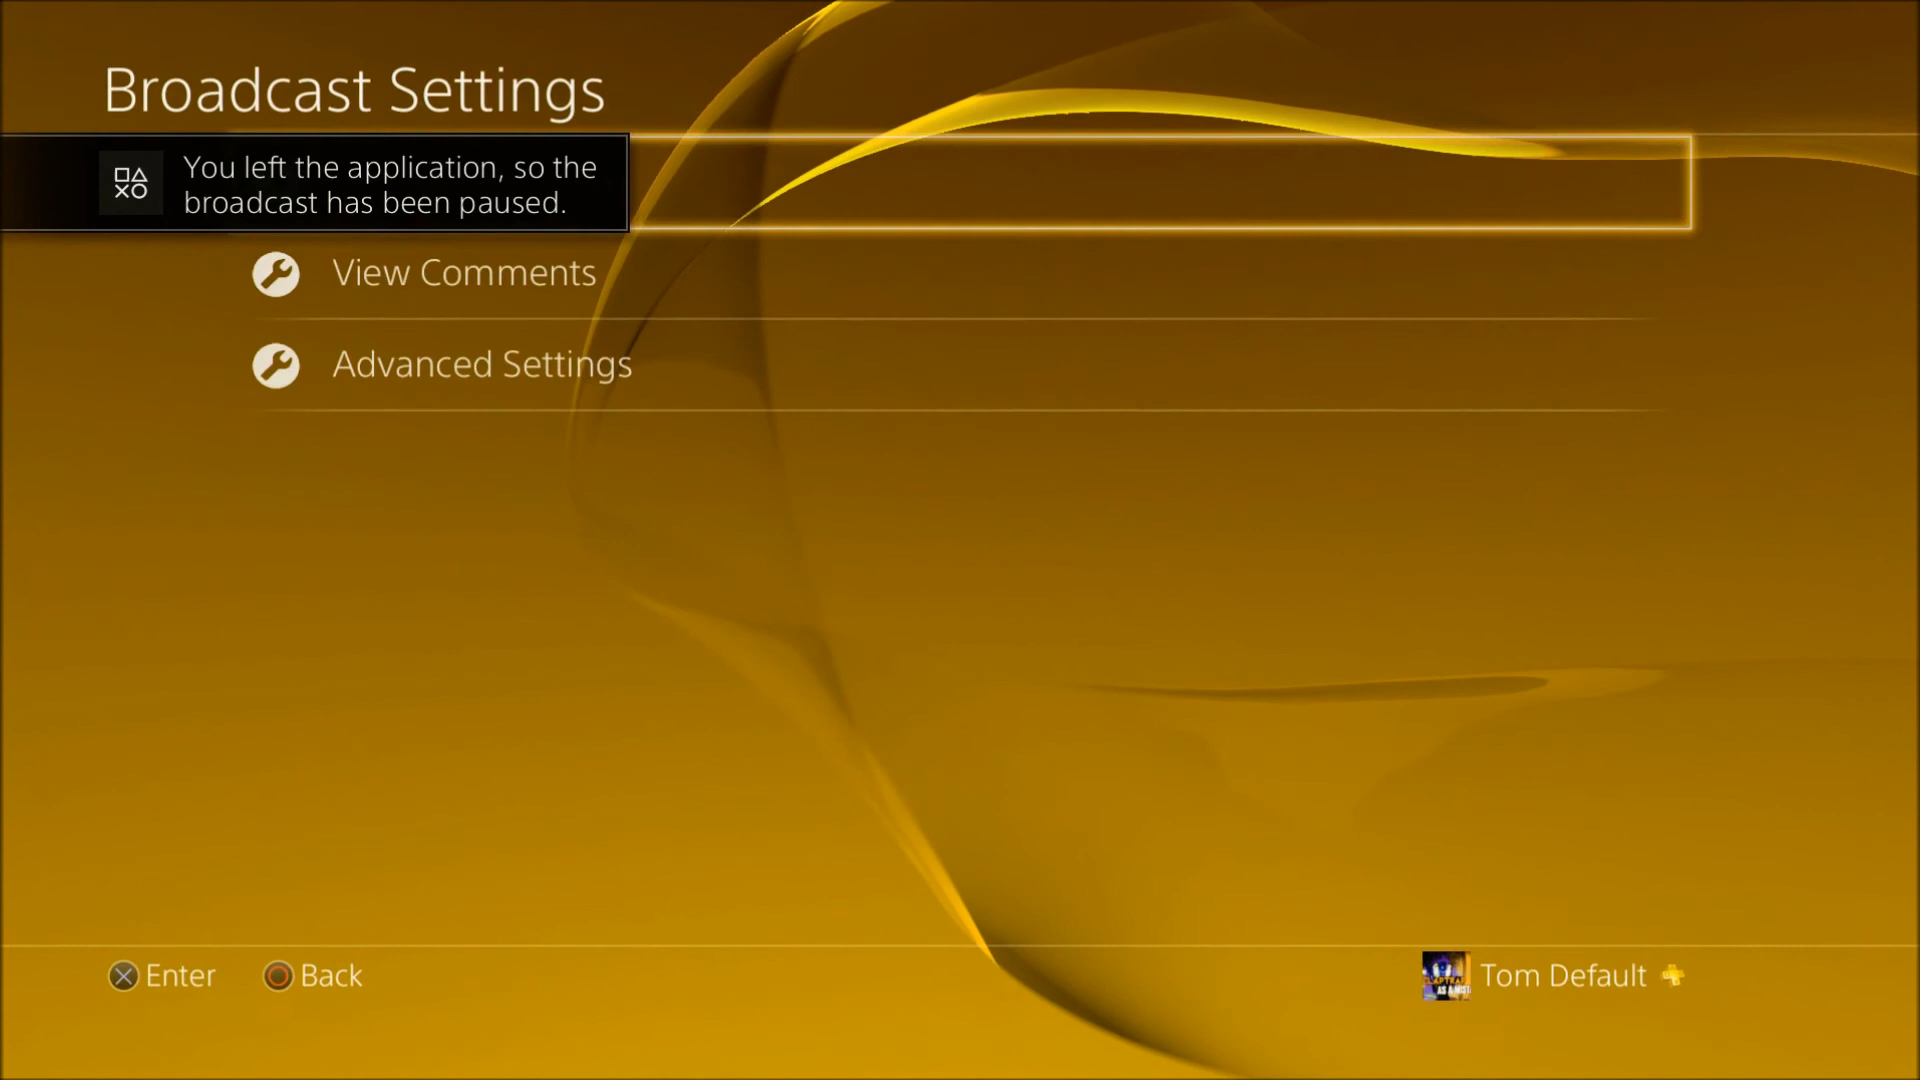 Broadcast Settings
You left the application, so the
broadcast has been paused.
View Comments
Advanced Settings
Enter
Back
Tom Default